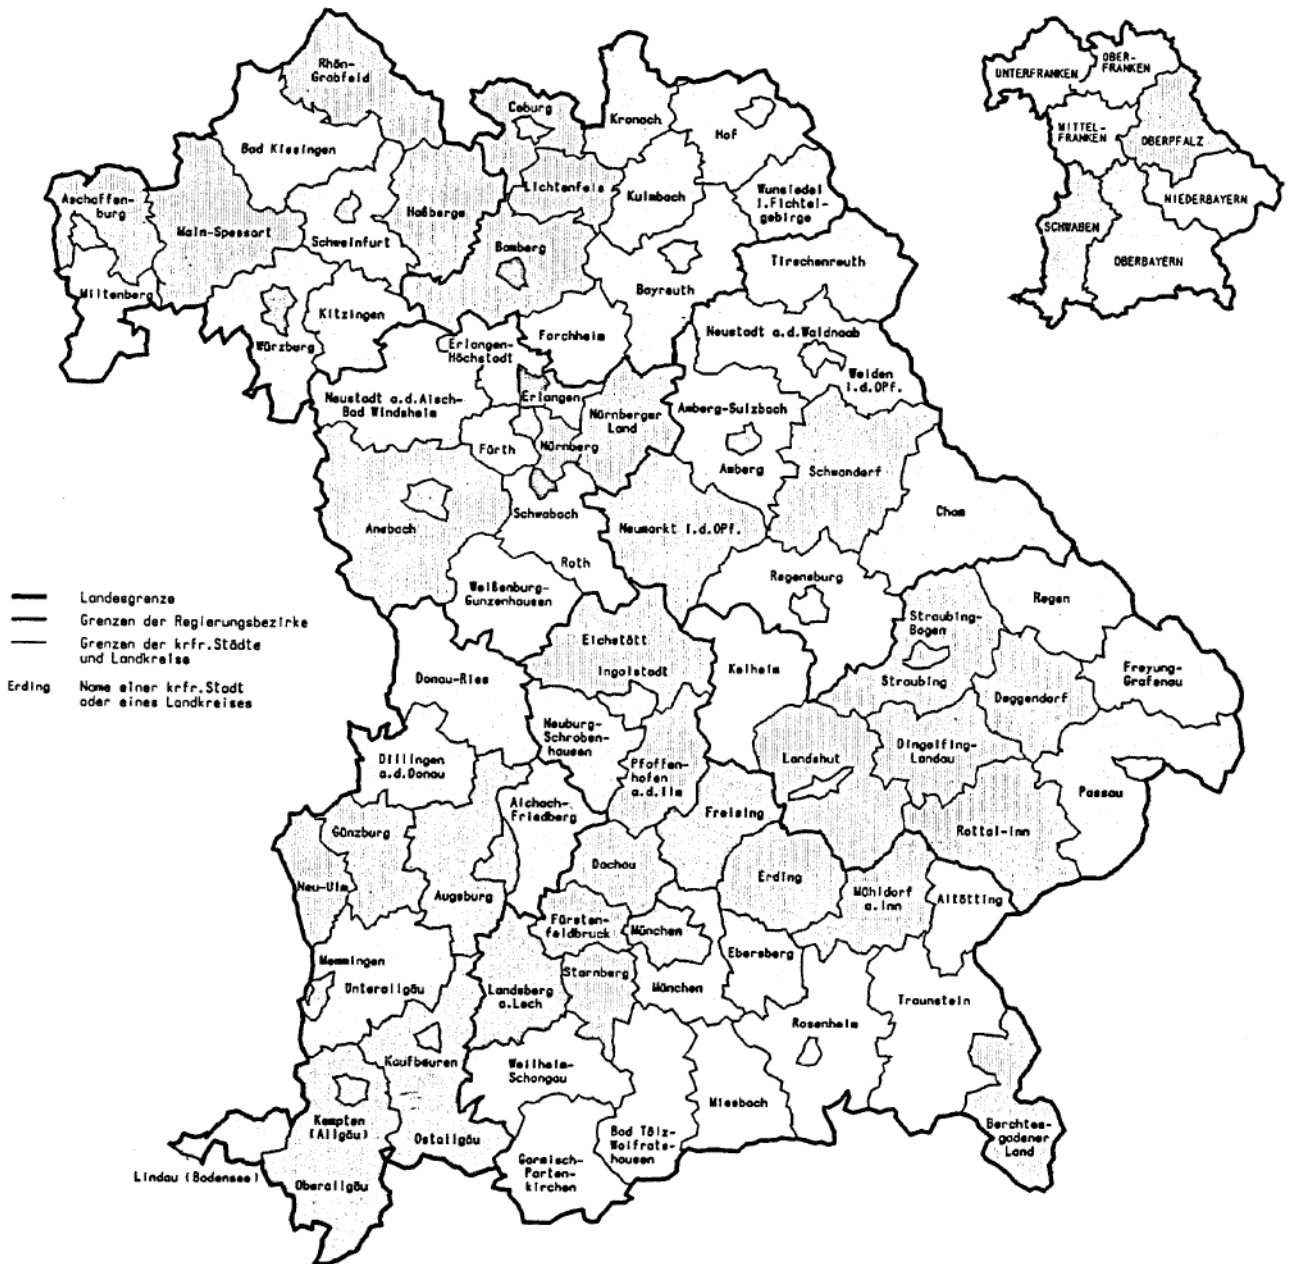 Rhön-
Grabfeld
Coburg
Kronach
Hof
Bad Kissingen
Lichtenfels
Kulmbach
Wunsiedel
i.Fichtel-
gebirge
Aschaffen-
burg
Main-Spessart
Schweinfurt
Haßberge
Bamberg
Bayreuth
Tirschenreuth
Miltenberg
Würzburg
Kitzingen
Erlangen-
Höchstadt
Forchheim
Neustadt a.d.Waldnaab
Weiden
i.d.OPf.
Neustadt a.d.Aisch-
Bad Windsheim
Erlangen
Nürnberger
Land
Amberg-Sulzbach
Fürth
Nürnberg
Amberg
Schwandorf
Ansbach
Schwabach
Neumarkt i.d.OPf.
Cham
Roth
Weißenburg-
Gunzenhausen
Regensburg
Regen
Straubing-
Bogen
Straubing
Freyung-
Grafenau
Eichstätt
Ingolstadt
Kelheim
Deggendorf
Donau-Ries
Neuburg-
Schroben-
hausen
Pfaffen-
hofen
a.d.Ilm
Landshut
Dingolfing-
Landau
Passau
Dillingen
a.d.Donau
Aichach-
Friedberg
Freising
Rottal-Inn
Günzburg
Neu-Ulm
Augsburg
Dachau
Erding
Mühldorf
a.Inn
Altötting
Fürsten-
feldbruck
München
Ebersberg
Memmingen
Unterallgäu
Landsberg
a.Lech
Starnberg
München
Traunstein
Rosenheim
Kaufbeuren
Weilheim-
Schongau
Miesbach
Kempten
(Allgäu)
Ostallgäu
Bad Tölz-
Wolfrats-
hausen
Berchtes-
gadener
Land
Garmisch-
Parten-
kirchen
Lindau (Bodensee)
Oberallgäu
Landesgrenze
Grenzen der Regierungsbezirke
Grenzen der krfr.Städte
und Landkreise
Erding Name einer krfr.Stadt
oder eines Landkreises
UNTERFRANKEN
OBER-
FRANKEN
MITTEL-
FRANKEN
OBERPFALZ
NIEDERBAYERN
SCHWABEN
OBERBAYERN